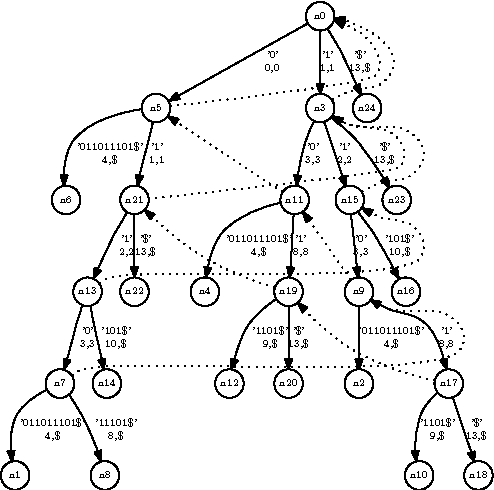 n0
'0' '1' '$'
0,0 1,1 13,$
n5 n3 n24
'011011101$' '1' '0' '1' '$'
4,$ 1,1 3,3 2,2 13,$
n6 n21 n11 n15 n23
'1' '$' '011011101$' '1' '0' '101$'
2,2 13,$ 4,$ 8,8 3,3 10,$
n13 n22 n4 n19 n9 n16
'0' '101$' '1101$' '$' '011011101$' '1'
3,3 10,$ 9,$ 13,$ 4,$ 8,8
n7 n14 n12 n20 n2 n17
'011011101$' '11101$' '1101$' '$'
4,$ 8,$ 9,$ 13,$
n1 n8 n10 n18